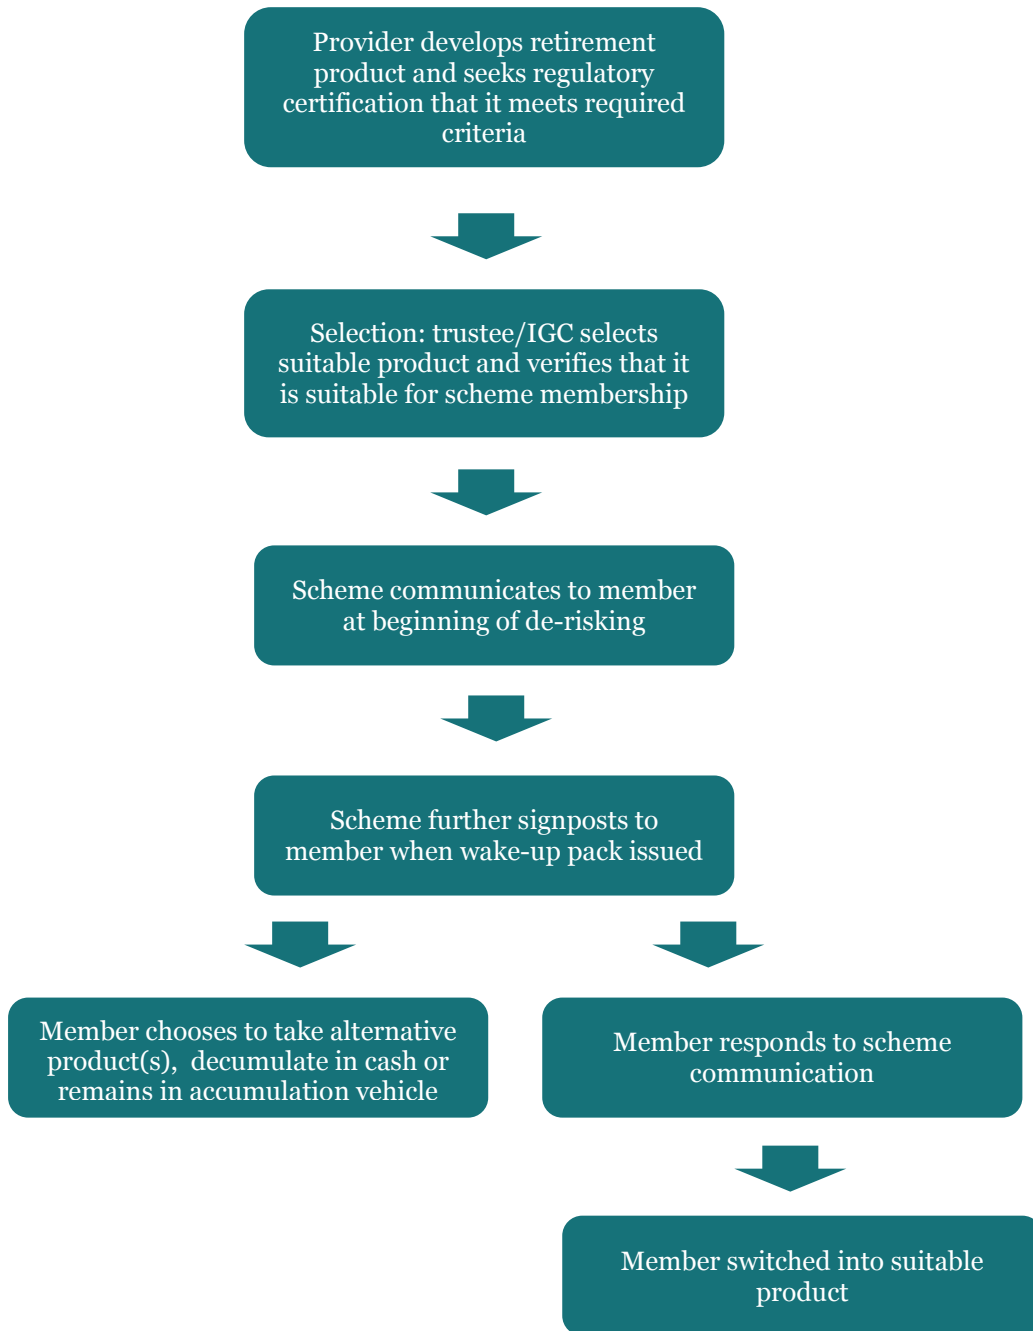 Provider develops retirement
product and seeks regulatory
certification that it meets required
criteria
Selection: trustee/IGC selects
suitable product and verifies that it
is suitable for scheme membership
Scheme communicates to member
at beginning of de-risking
Scheme further signposts to
member when wake-up pack issued
Member chooses to take alternative
product(s),  decumulate in cash or
remains in accumulation vehicle
Member responds to scheme
communication
Member switched into suitable
product